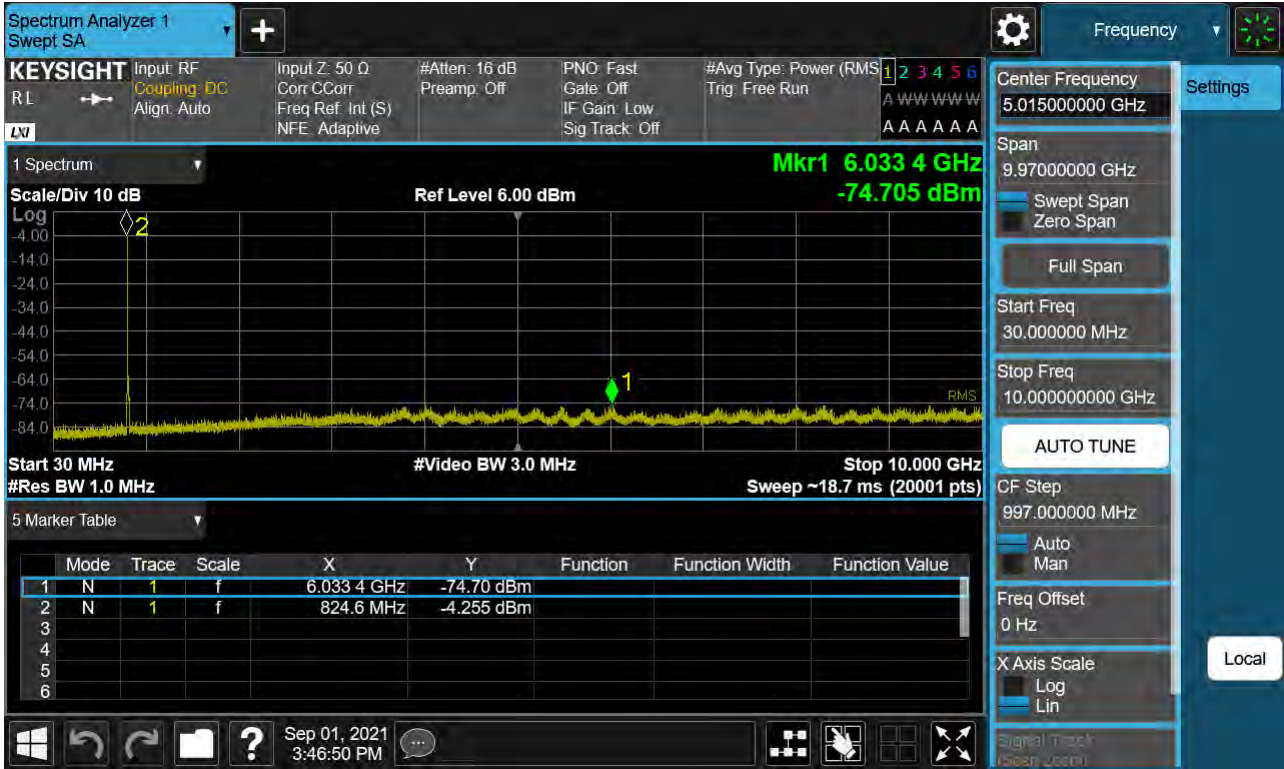 Spectrum Analyzer 1
Swept SA
+
Frequency
KEYSIGHT
RL
LXI
Input: RF
Coupling: DC
Align: Auto
Input Z: 50 Ω
Corr CCorr
Freq Ref: Int (S)
NFE: Adaptive
#Atten: 16 dB
Preamp: Off
PNO: Fast
Gate: Off
IF Gain: Low
Sig Track: Off
#Avg Type: Power (RMS
Trig: Free Run
1 2 3 4 5 6
A W W W W W
A A A A A A
1 Spectrum
Mkr1 6.033 4 GHz
Scale/Div 10 dB
Ref Level 6.00 dBm
-74.705 dBm
Log
2
-4.00
-14.0
-24.0
-34.0
-44.0
-54.0
-64.0
1
-74.0
RMS
-84.0
Start 30 MHz
#Video BW 3.0 MHz
Stop 10.000 GHz
#Res BW 1.0 MHz
Sweep ~18.7 ms (20001 pts)
5 Marker Table
Mode Trace Scale X Y Function Function Width Function Value
1 N 1 f 6.033 4 GHz -74.70 dBm
2 N 1 f 824.6 MHz -4.255 dBm
3
4
5
6
Center Frequency
5.015000000 GHz
Span
9.97000000 GHz
Swept Span
Zero Span
Full Span
Start Freq
30.000000 MHz
Stop Freq
10.000000000 GHz
AUTO TUNE
CF Step
997.000000 MHz
Auto
Man
Freq Offset
0 Hz
X Axis Scale
Log
Lin
Signal Track
(Span Zoom)
Settings
Local
?
Sep 01, 2021
3:46:50 PM